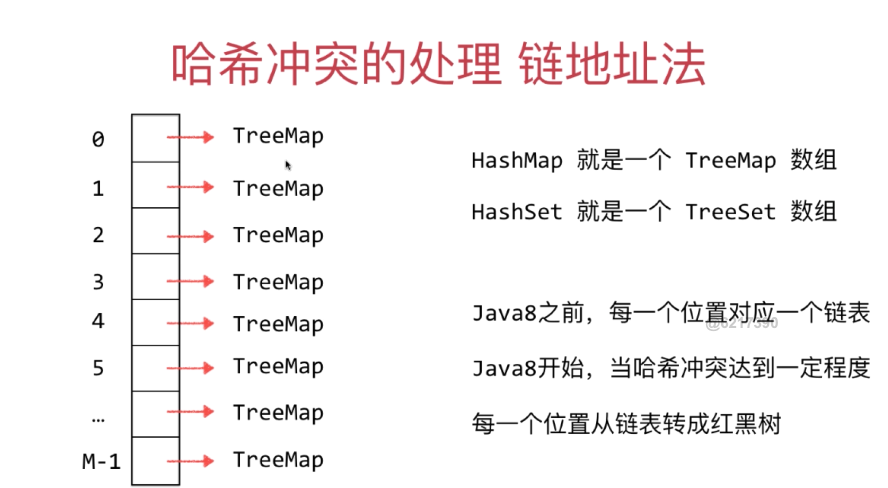 哈希冲突的处理 链地址法
0 TreeMap
1 TreeMap
2 TreeMap
3 TreeMap
4 TreeMap
5 TreeMap
… TreeMap
M-1 TreeMap
HashMap 就是一个 TreeMap 数组
HashSet 就是一个 TreeSet 数组
Java8之前，每一个位置对应一个链表
@6217390
Java8开始，当哈希冲突达到一定程度
每一个位置从链表转成红黑树